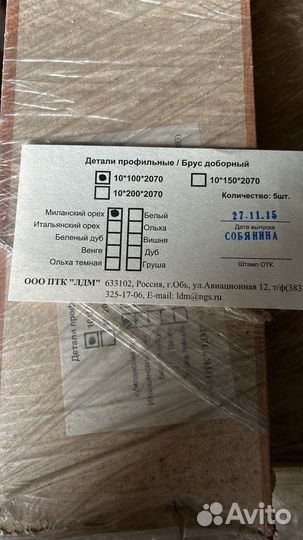 Детали профильные / Брус доборный
10*100*2070 10*150*2070
10*200*2070 Количество: 5шт.
Миланский орех Белый 27-11.15
Итальянский орех Ольха Дата выпуска
Беленый дуб Вишня СОБЯНИНА
Венге Дуб
Ольха темная Груша Штамп ОТК
ООО ПТК "ЛДМ" 633102, Россия, г.Обь, ул.Авиационная 12, т/ф(383)
325-17-06, E-mail: ldm@ngs.ru
Avito